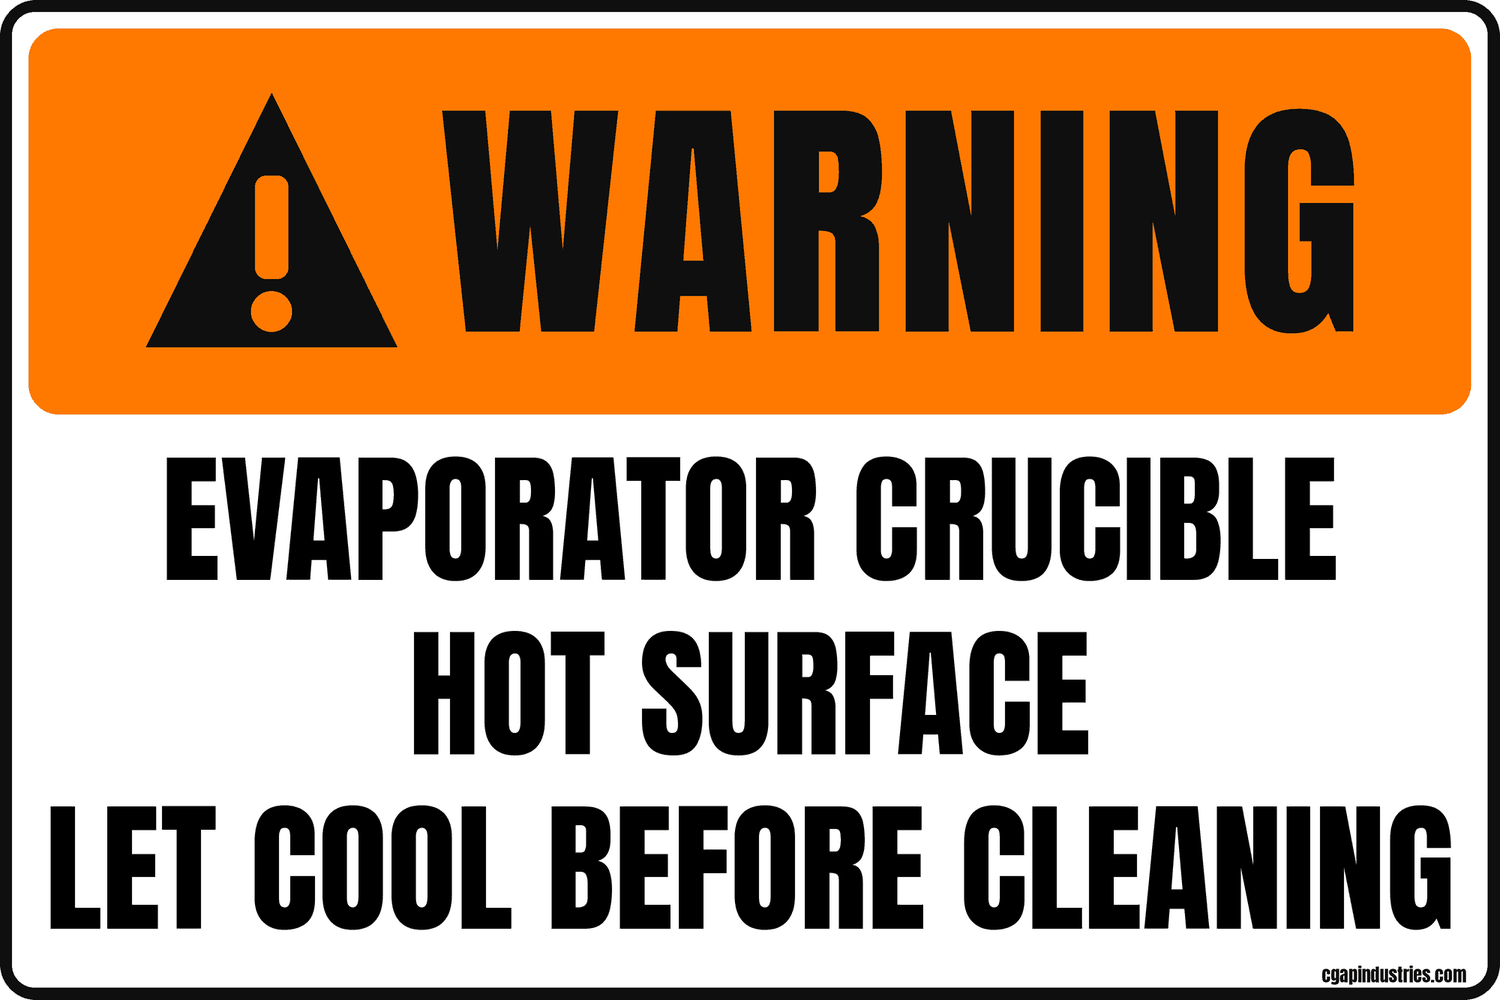 WARNING
EVAPORATOR CRUCIBLE
HOT SURFACE
LET COOL BEFORE CLEANING
cgapindustries.com